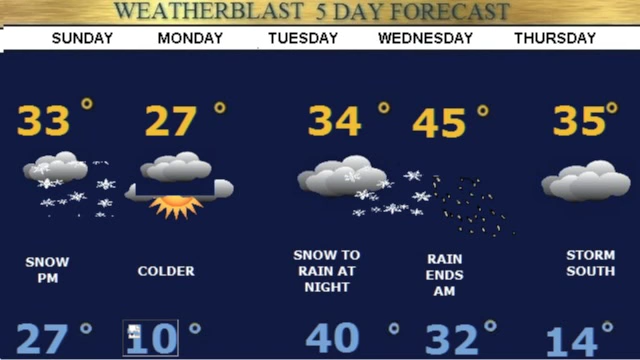 WEATHERBLAST 5 DAY FORECAST
SUNDAY MONDAY TUESDAY WEDNESDAY THURSDAY
33° 27° 34° 45° 35°
SNOW
PM
COLDER
SNOW TO
RAIN AT
NIGHT
RAIN
ENDS
AM
STORM
SOUTH
27° 10° 40° 32° 14°